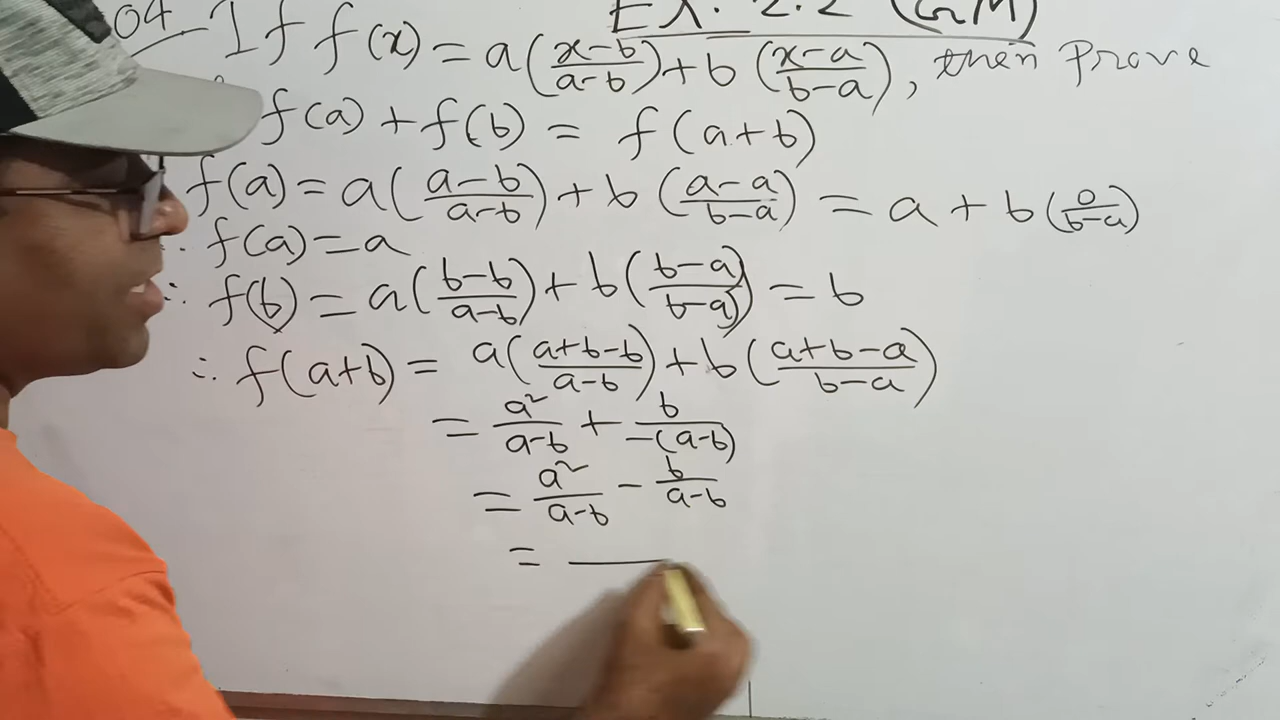 Ex. 2.2 (GM)
04 If f(x) = a((x-b)/(a-b)) + b((x-a)/(b-a)), then Prove
f(a) + f(b) = f(a+b)
f(a) = a((a-b)/(a-b)) + b((a-a)/(b-a)) = a + b(0/(b-a))
∴ f(a) = a
∴ f(b) = a((b-b)/(a-b)) + b((b-a)/(b-a)) = b
∴ f(a+b) = a((a+b-b)/(a-b)) + b((a+b-a)/(b-a))
= a²/(a-b) + b/(-(a-b))
= a²/(a-b) - b/(a-b)
=